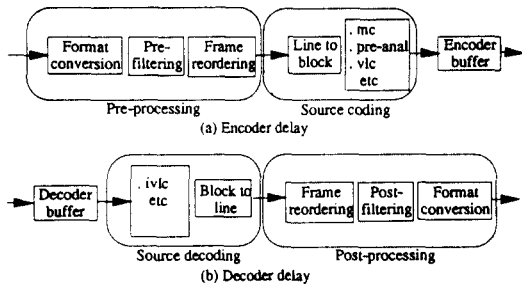 Format
conversion
Pre-
filtering
Frame
reordering
Line to
block
. mc
. pre-anal
. vlc
etc
Encoder
buffer
Pre-processing
Source coding
(a) Encoder delay
Decoder
buffer
. ivlc
etc
Block to
line
Frame
reordering
Post-
filtering
Format
conversion
Source decoding
Post-processing
(b) Decoder delay